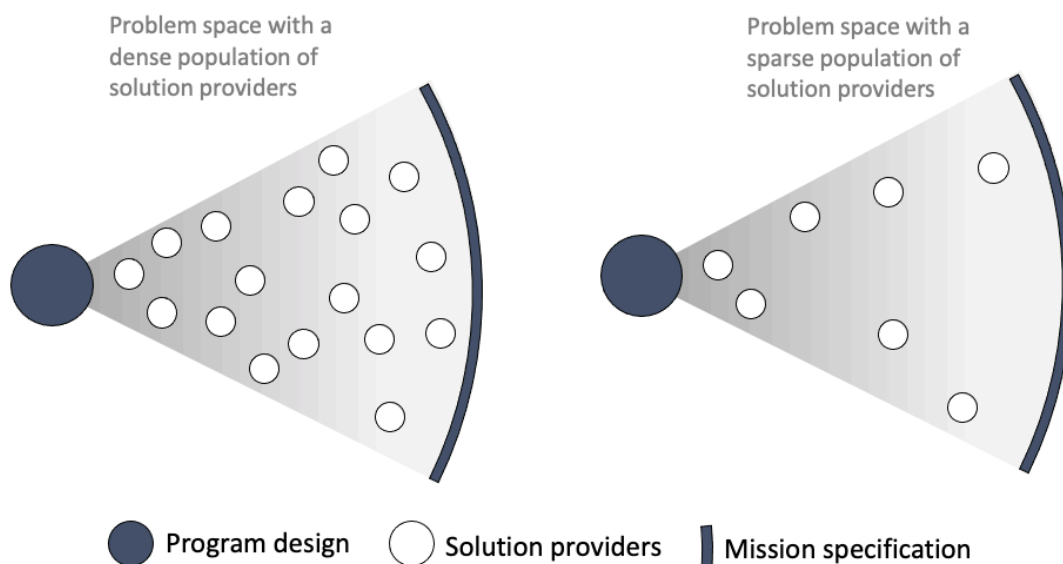 Problem space with a
dense population of
solution providers
Problem space with a
sparse population of
solution providers
Program design
Solution providers
Mission specification